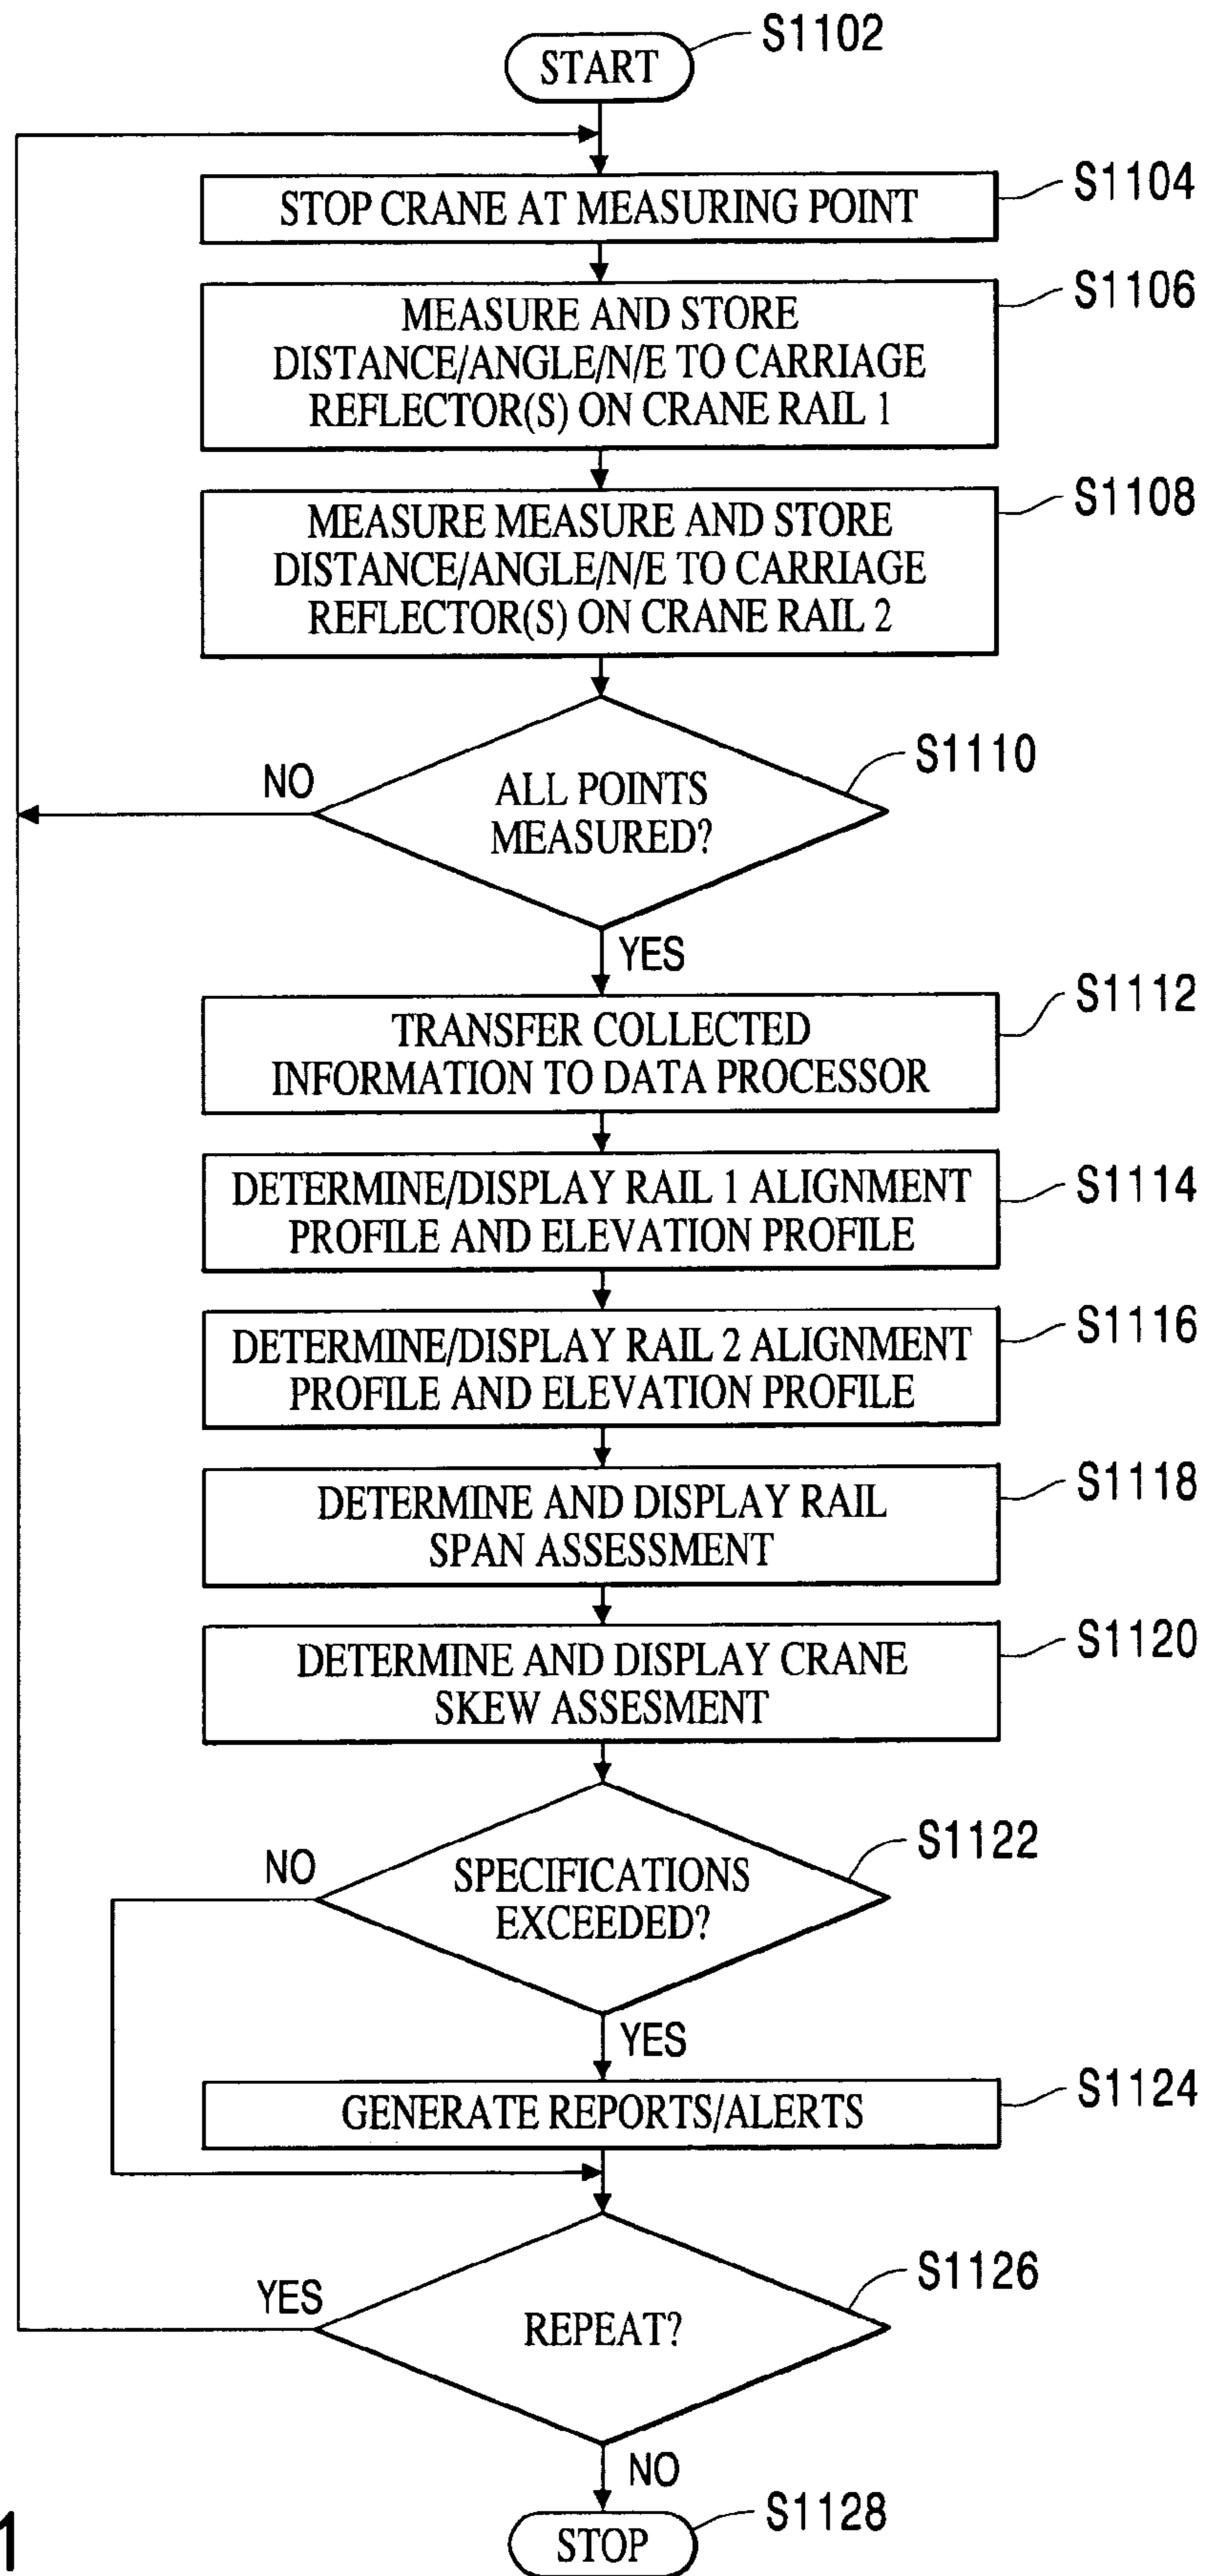 START
S1102
STOP CRANE AT MEASURING POINT
S1104
MEASURE AND STORE
DISTANCE/ANGLE/N/E TO CARRIAGE
REFLECTOR(S) ON CRANE RAIL 1
S1106
MEASURE MEASURE AND STORE
DISTANCE/ANGLE/N/E TO CARRIAGE
REFLECTOR(S) ON CRANE RAIL 2
S1108
ALL POINTS
MEASURED?
S1110
NO
YES
TRANSFER COLLECTED
INFORMATION TO DATA PROCESSOR
S1112
DETERMINE/DISPLAY RAIL 1 ALIGNMENT
PROFILE AND ELEVATION PROFILE
S1114
DETERMINE/DISPLAY RAIL 2 ALIGNMENT
PROFILE AND ELEVATION PROFILE
S1116
DETERMINE AND DISPLAY RAIL
SPAN ASSESSMENT
S1118
DETERMINE AND DISPLAY CRANE
SKEW ASSESMENT
S1120
SPECIFICATIONS
EXCEEDED?
S1122
NO
YES
GENERATE REPORTS/ALERTS
S1124
REPEAT?
S1126
YES
NO
STOP
S1128
1